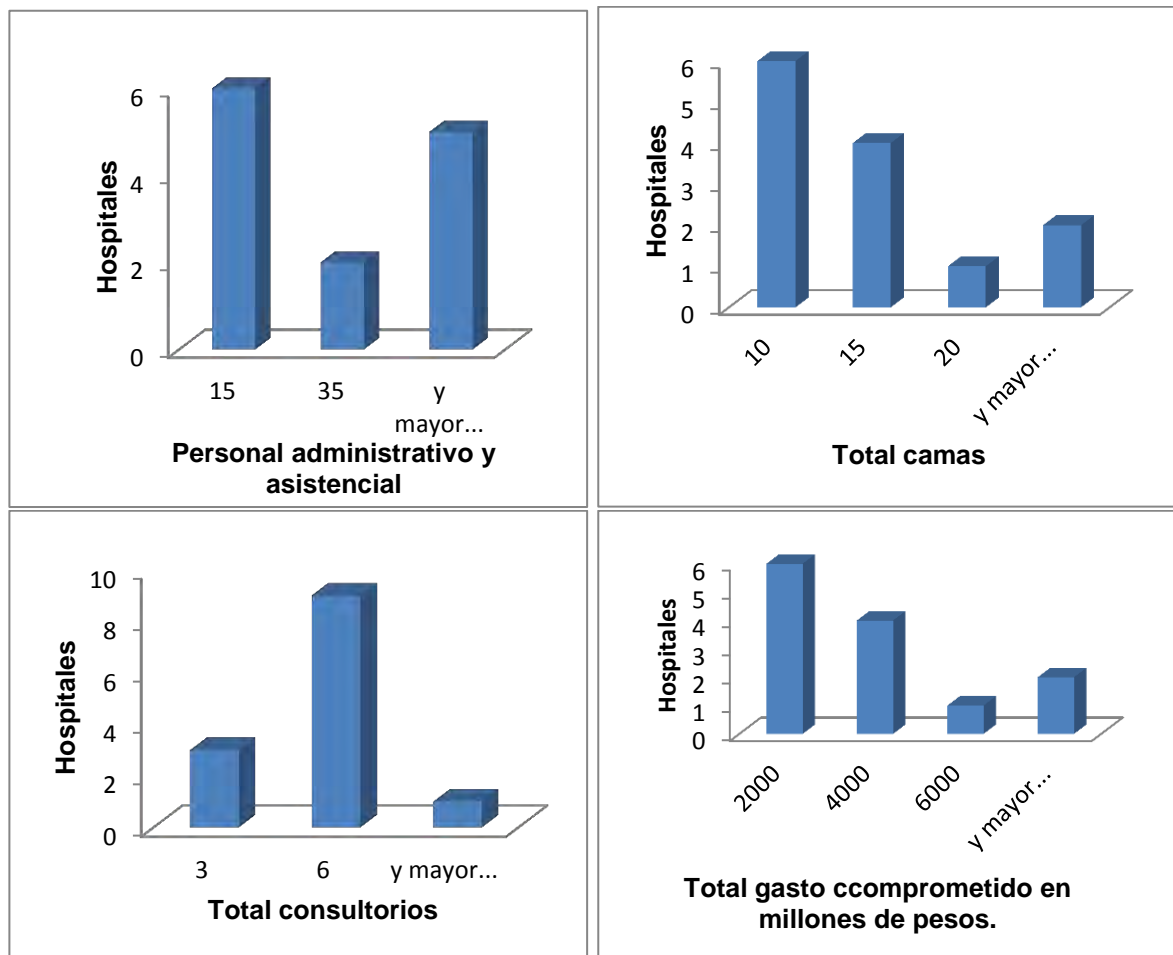 Hospitales
6
4
2
0
15
35
y
mayor...
Personal administrativo y
asistencial
Hospitales
6
5
4
3
2
1
0
10
15
20
y mayor...
Total camas
Hospitales
10
8
6
4
2
0
3
6
y mayor...
Total consultorios
Hospitales
6
5
4
3
2
1
0
2000
4000
6000
y mayor...
Total gasto ccomprometido en
millones de pesos.